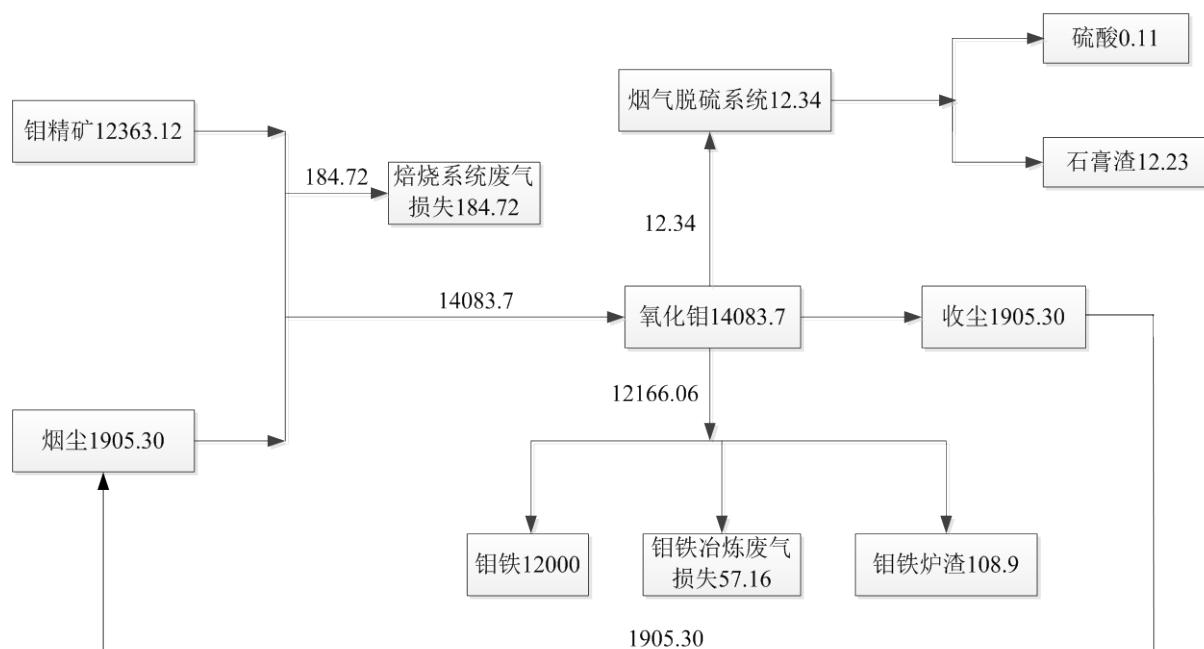 硫酸0.11
烟气脱硫系统12.34
钼精矿12363.12
石膏渣12.23
184.72
焙烧系统废气
损失184.72
12.34
14083.7
氧化钼14083.7
收尘1905.30
12166.06
烟尘1905.30
钼铁12000
钼铁冶炼废气
损失57.16
钼铁炉渣108.9
1905.30